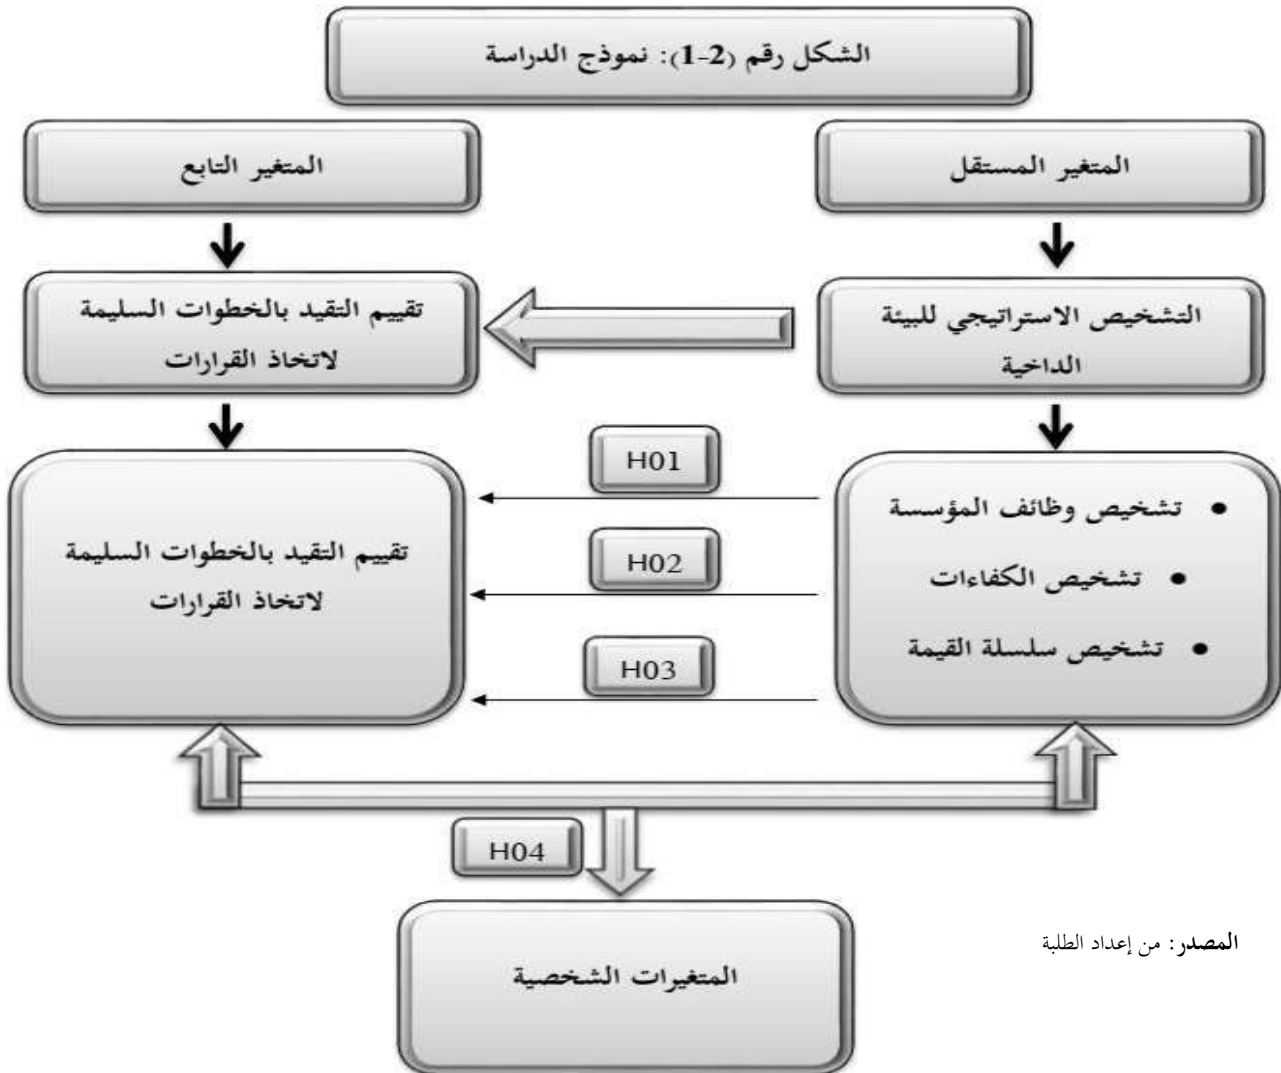 الشكل رقم (2-1): نموذج الدراسة
المتغير المستقل
المتغير التابع
التشخيص الاستراتيجي للبيئة
الداخية
تقييم التقيد بالخطوات السليمة
لاتخاذ القرارات
• تشخيص وظائف المؤسسة
• تشخيص الكفاءات
• تشخيص سلسلة القيمة
H01
H02
H03
تقييم التقيد بالخطوات السليمة
لاتخاذ القرارات
H04
المتغيرات الشخصية
المصدر: من إعداد الطلبة